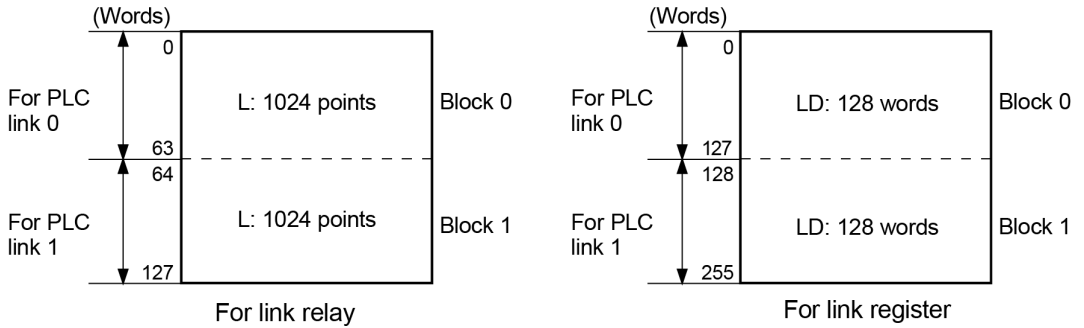 (Words)
0
For PLC
link 0
L: 1024 points
Block 0
63
64
For PLC
link 1
L: 1024 points
Block 1
127
For link relay
(Words)
0
For PLC
link 0
LD: 128 words
Block 0
127
128
For PLC
link 1
LD: 128 words
Block 1
255
For link register